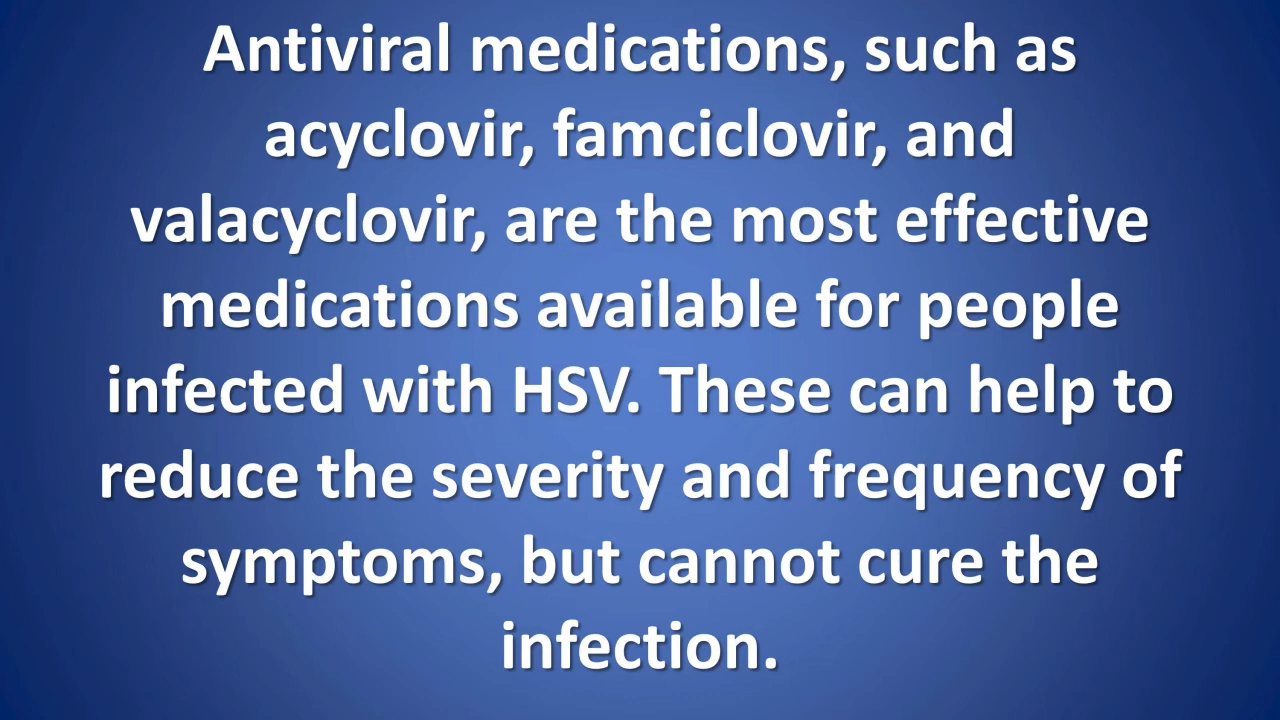 Antiviral medications, such as
acyclovir, famciclovir, and
valacyclovir, are the most effective
medications available for people
infected with HSV. These can help to
reduce the severity and frequency of
symptoms, but cannot cure the
infection.